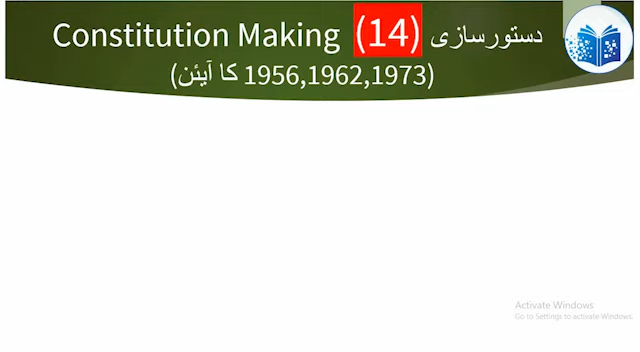 دستورسازی (14) Constitution Making
(1956,1962,1973 کا آیئن)
Activate Windows
Go to Settings to activate Windows.